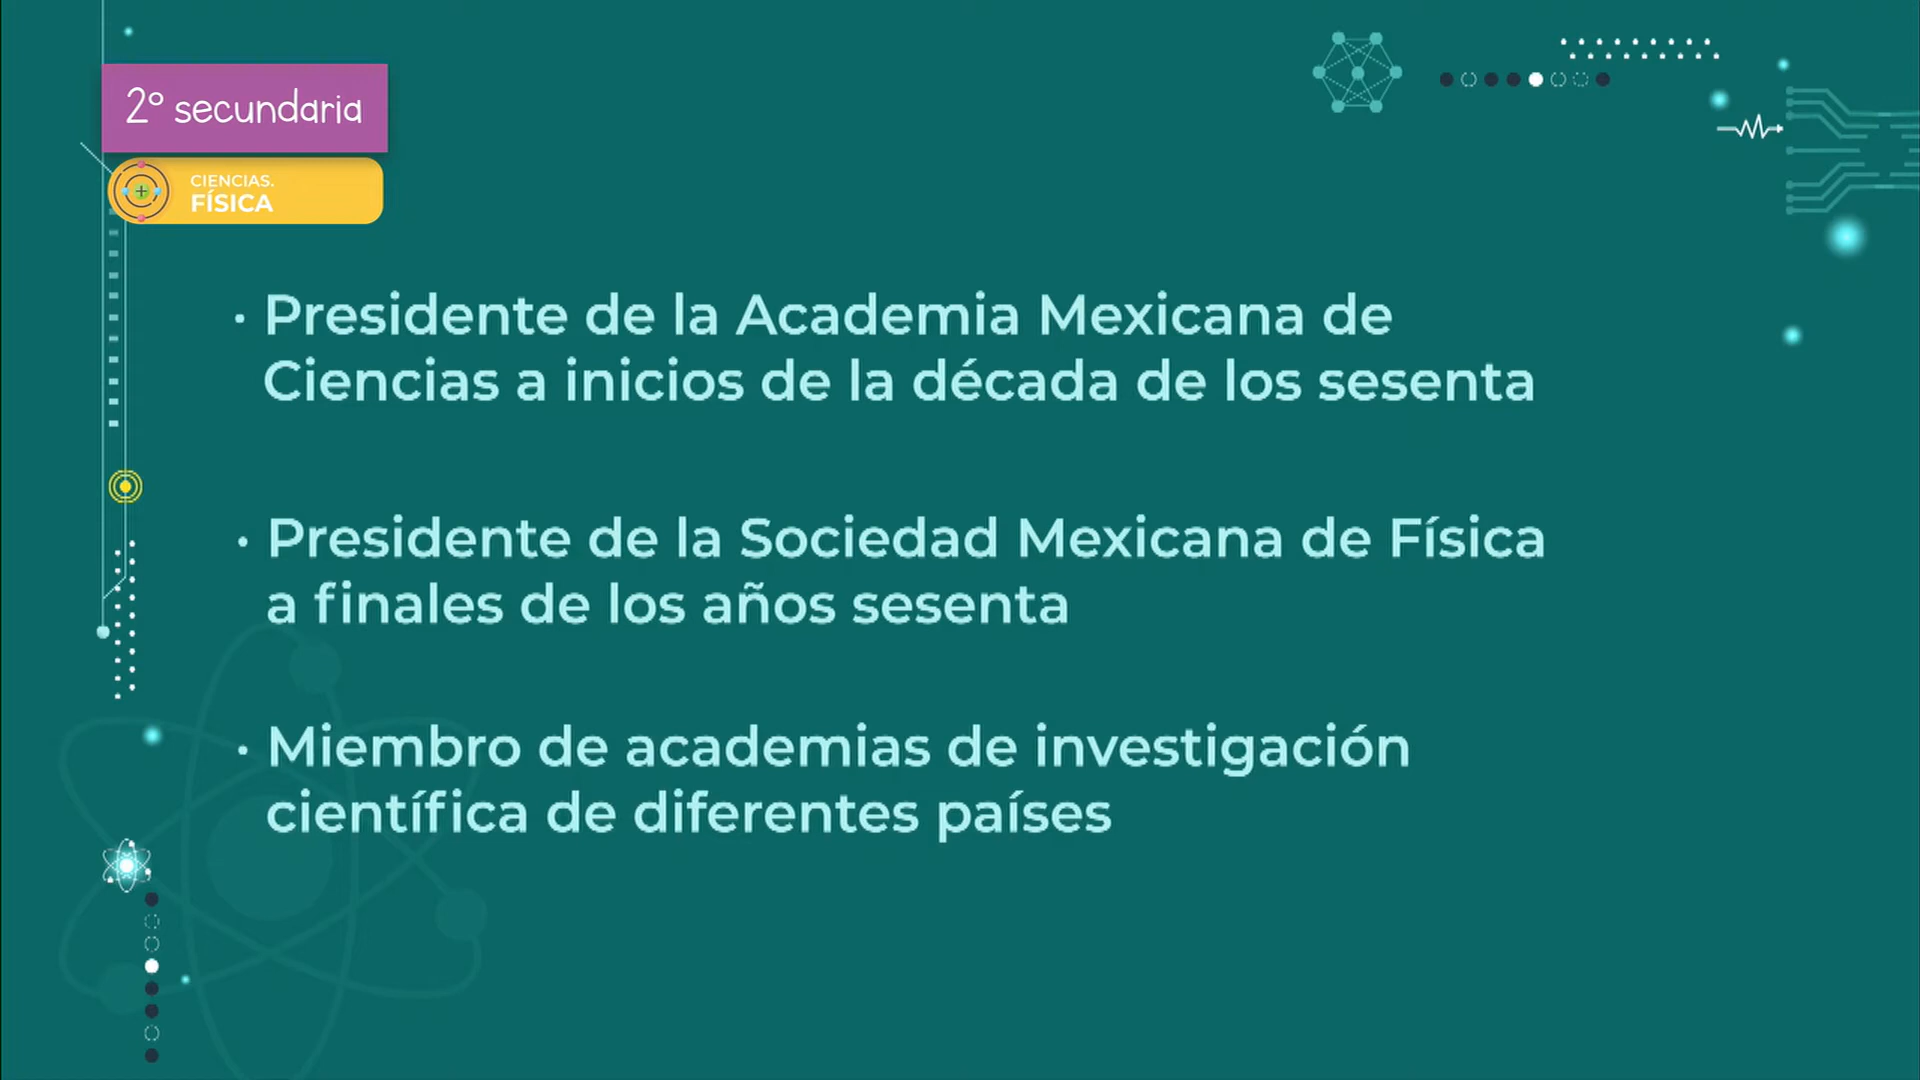 2° secundaria
CIENCIAS.
FÍSICA
· Presidente de la Academia Mexicana de
Ciencias a inicios de la década de los sesenta
· Presidente de la Sociedad Mexicana de Física
a finales de los años sesenta
· Miembro de academias de investigación
científica de diferentes países